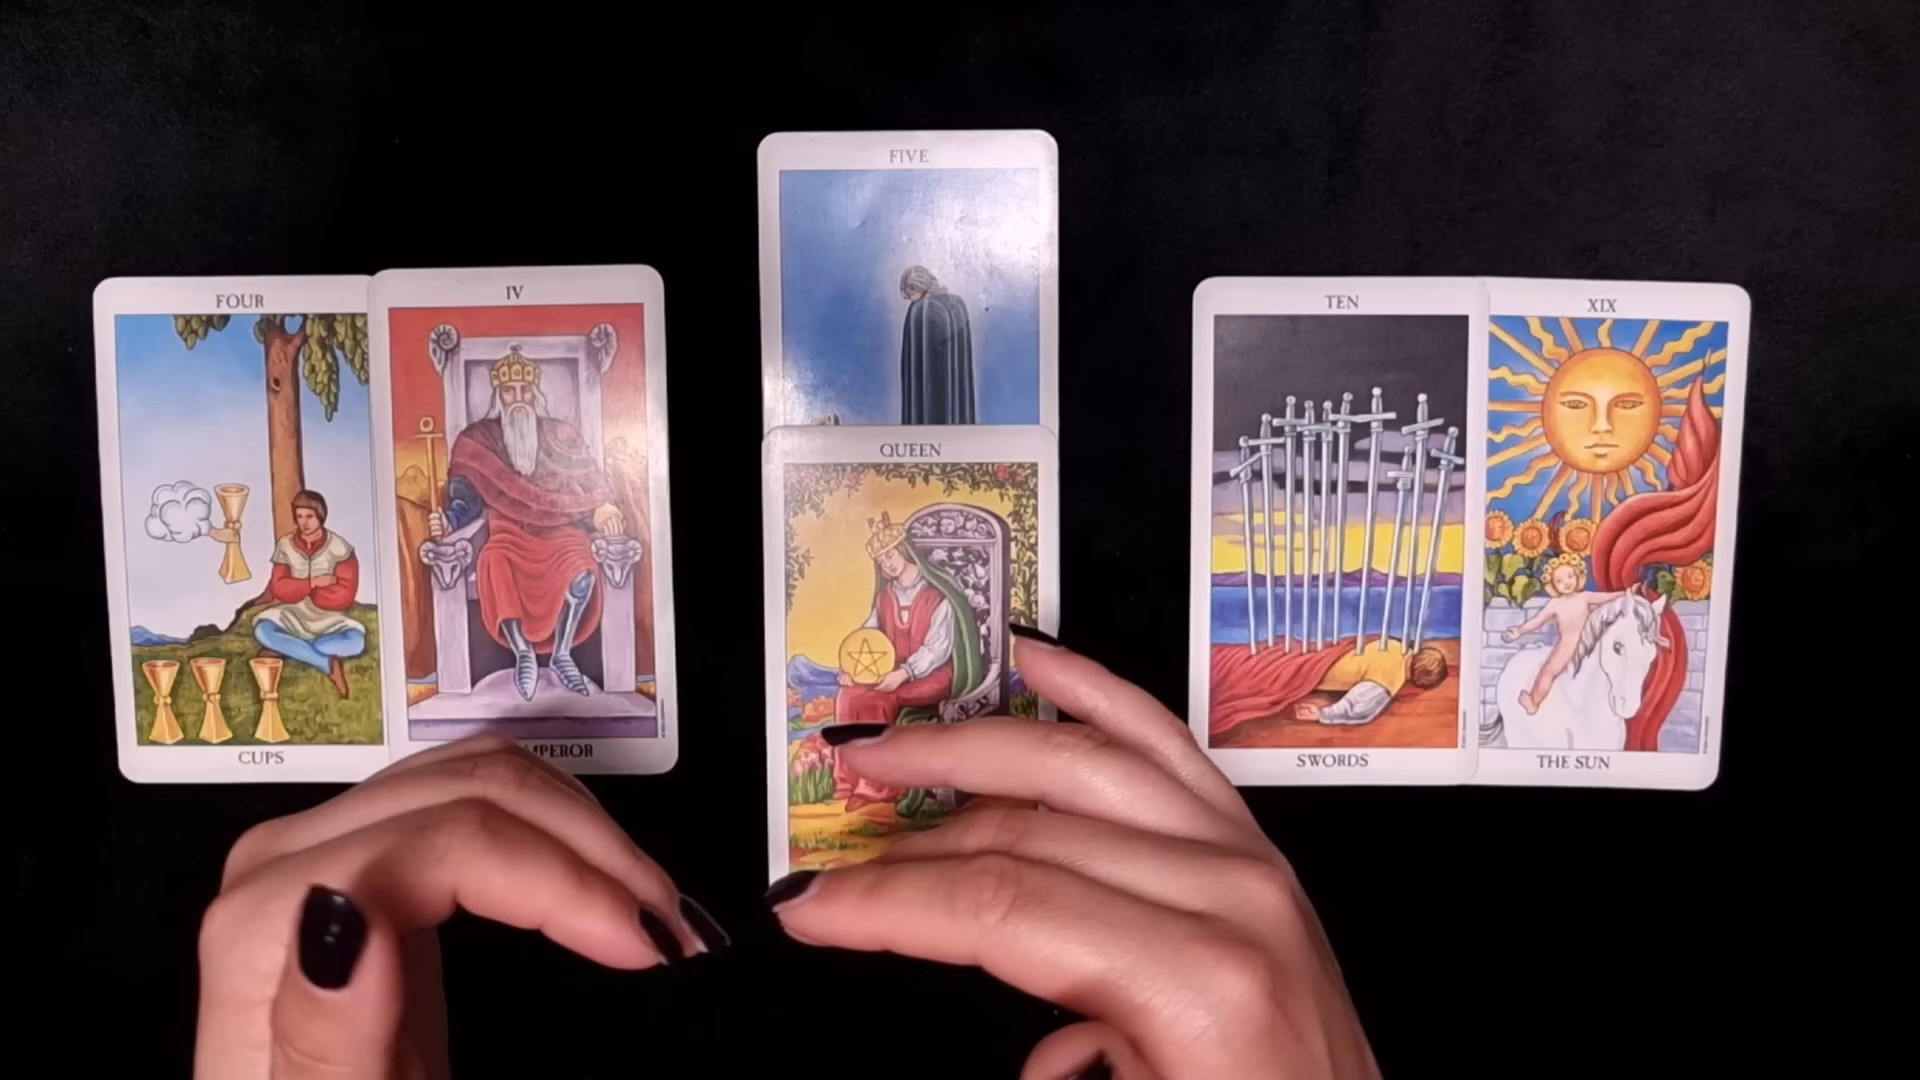 FOUR
CUPS
IV
MPEROR
FIVE
QUEEN
TEN
SWORDS
XIX
THE SUN